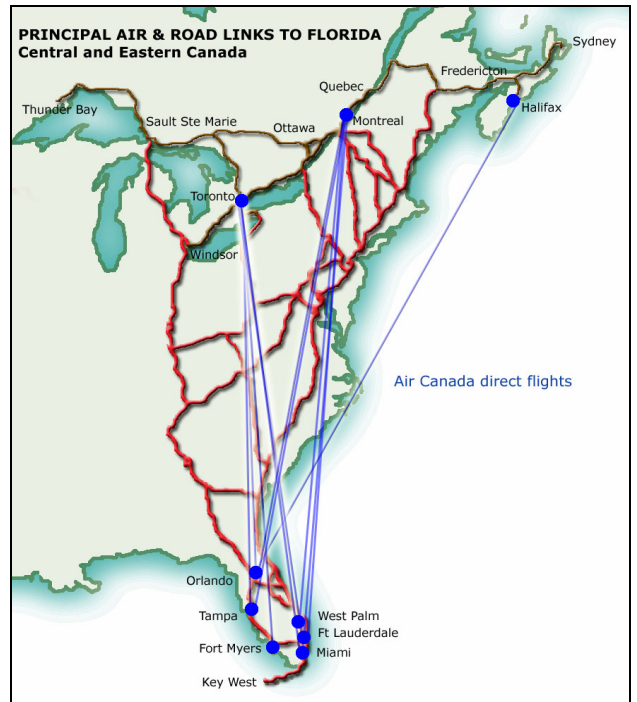 PRINCIPAL AIR & ROAD LINKS TO FLORIDA
Central and Eastern Canada
Sydney
Fredericton
Quebec
Thunder Bay
Halifax
Sault Ste Marie
Ottawa
Montreal
Toronto
Windsor
Air Canada direct flights
Orlando
Tampa
West Palm
Ft Lauderdale
Fort Myers
Miami
Key West